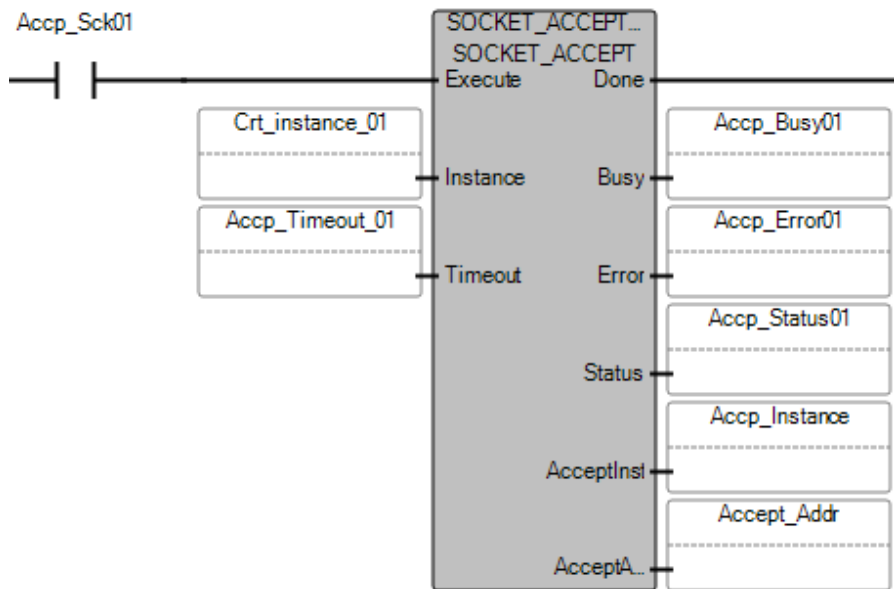 Accp_Sck01
SOCKET_ACCEPT...
SOCKET_ACCEPT
Execute Done
Crt_instance_01
Accp_Busy01
Instance Busy
Accp_Timeout_01
Accp_Error01
Timeout Error
Accp_Status01
Status
Accp_Instance
AcceptInst
Accept_Addr
AcceptA...